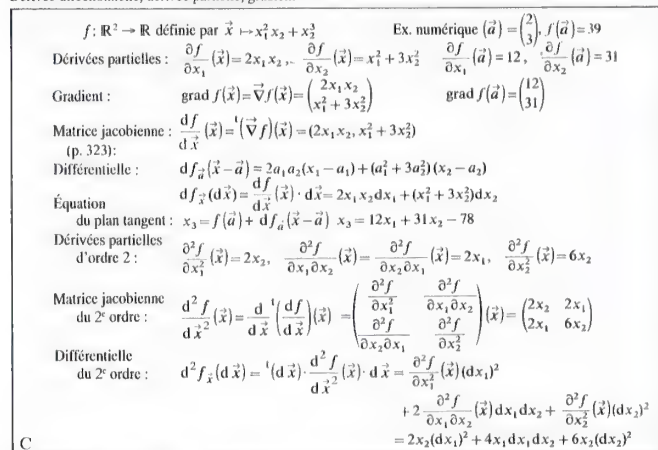 f: ℝ² → ℝ définie par x⃗ ↦ x₁²x₂ + x₂³ Ex. numérique (a⃗) = (2 3), f(a⃗) = 39
Dérivées partielles : ∂f/∂x₁ (x⃗) = 2x₁x₂, ∂f/∂x₂ (x⃗) = x₁² + 3x₂² ∂f/∂x₁ (a⃗) = 12, ∂f/∂x₂ (a⃗) = 31
Gradient : grad f(x⃗) = ∇⃗f(x⃗) = (2x₁x₂ x₁² + 3x₂²) grad f(a⃗) = (12 31)
Matrice jacobienne : df/dx⃗ (x⃗) = ᵗ(∇⃗f)(x⃗) = (2x₁x₂, x₁² + 3x₂²)
(p. 323):
Différentielle : df_a⃗(x⃗ − a⃗) = 2a₁a₂(x₁ − a₁) + (a₁² + 3a₂²)(x₂ − a₂)
df_x⃗(dx⃗) = df/dx⃗ (x⃗) · dx⃗ = 2x₁x₂dx₁ + (x₁² + 3x₂²)dx₂
Équation
du plan tangent : x₃ = f(a⃗) + df_a⃗(x⃗ − a⃗) x₃ = 12x₁ + 31x₂ − 78
Dérivées partielles
d'ordre 2 : ∂²f/∂x₁² (x⃗) = 2x₂, ∂²f/∂x₁∂x₂ (x⃗) = ∂²f/∂x₂∂x₁ (x⃗) = 2x₁, ∂²f/∂x₂² (x⃗) = 6x₂
Matrice jacobienne
du 2ᵉ ordre : d²f/dx⃗² (x⃗) = d/dx⃗ ᵗ(df/dx⃗)(x⃗) = (∂²f/∂x₁² ∂²f/∂x₁∂x₂ ∂²f/∂x₂∂x₁ ∂²f/∂x₂²)(x⃗) = (2x₂ 2x₁ 2x₁ 6x₂)
Différentielle
du 2ᵉ ordre : d²f_x⃗(dx⃗) = ᵗ(dx⃗) · d²f/dx⃗² (x⃗) · dx⃗ = ∂²f/∂x₁² (x⃗)(dx₁)²
+ 2 ∂²f/∂x₁∂x₂ (x⃗)dx₁dx₂ + ∂²f/∂x₂² (x⃗)(dx₂)²
= 2x₂(dx₁)² + 4x₁dx₁dx₂ + 6x₂(dx₂)²
C